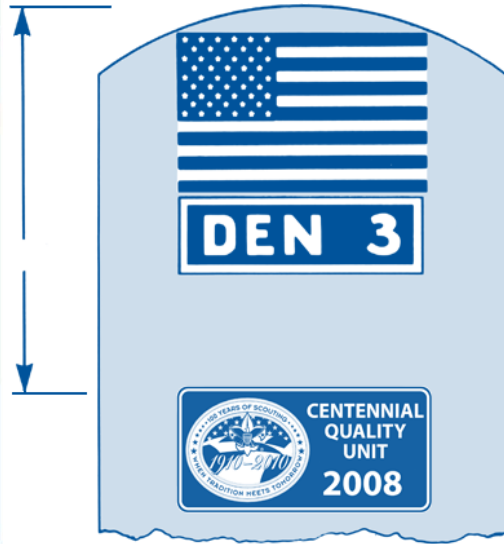 DEN 3
100 YEARS OF SCOUTING
1910–2010
WHEN TRADITION MEETS TOMORROW
CENTENNIAL
QUALITY
UNIT
2008